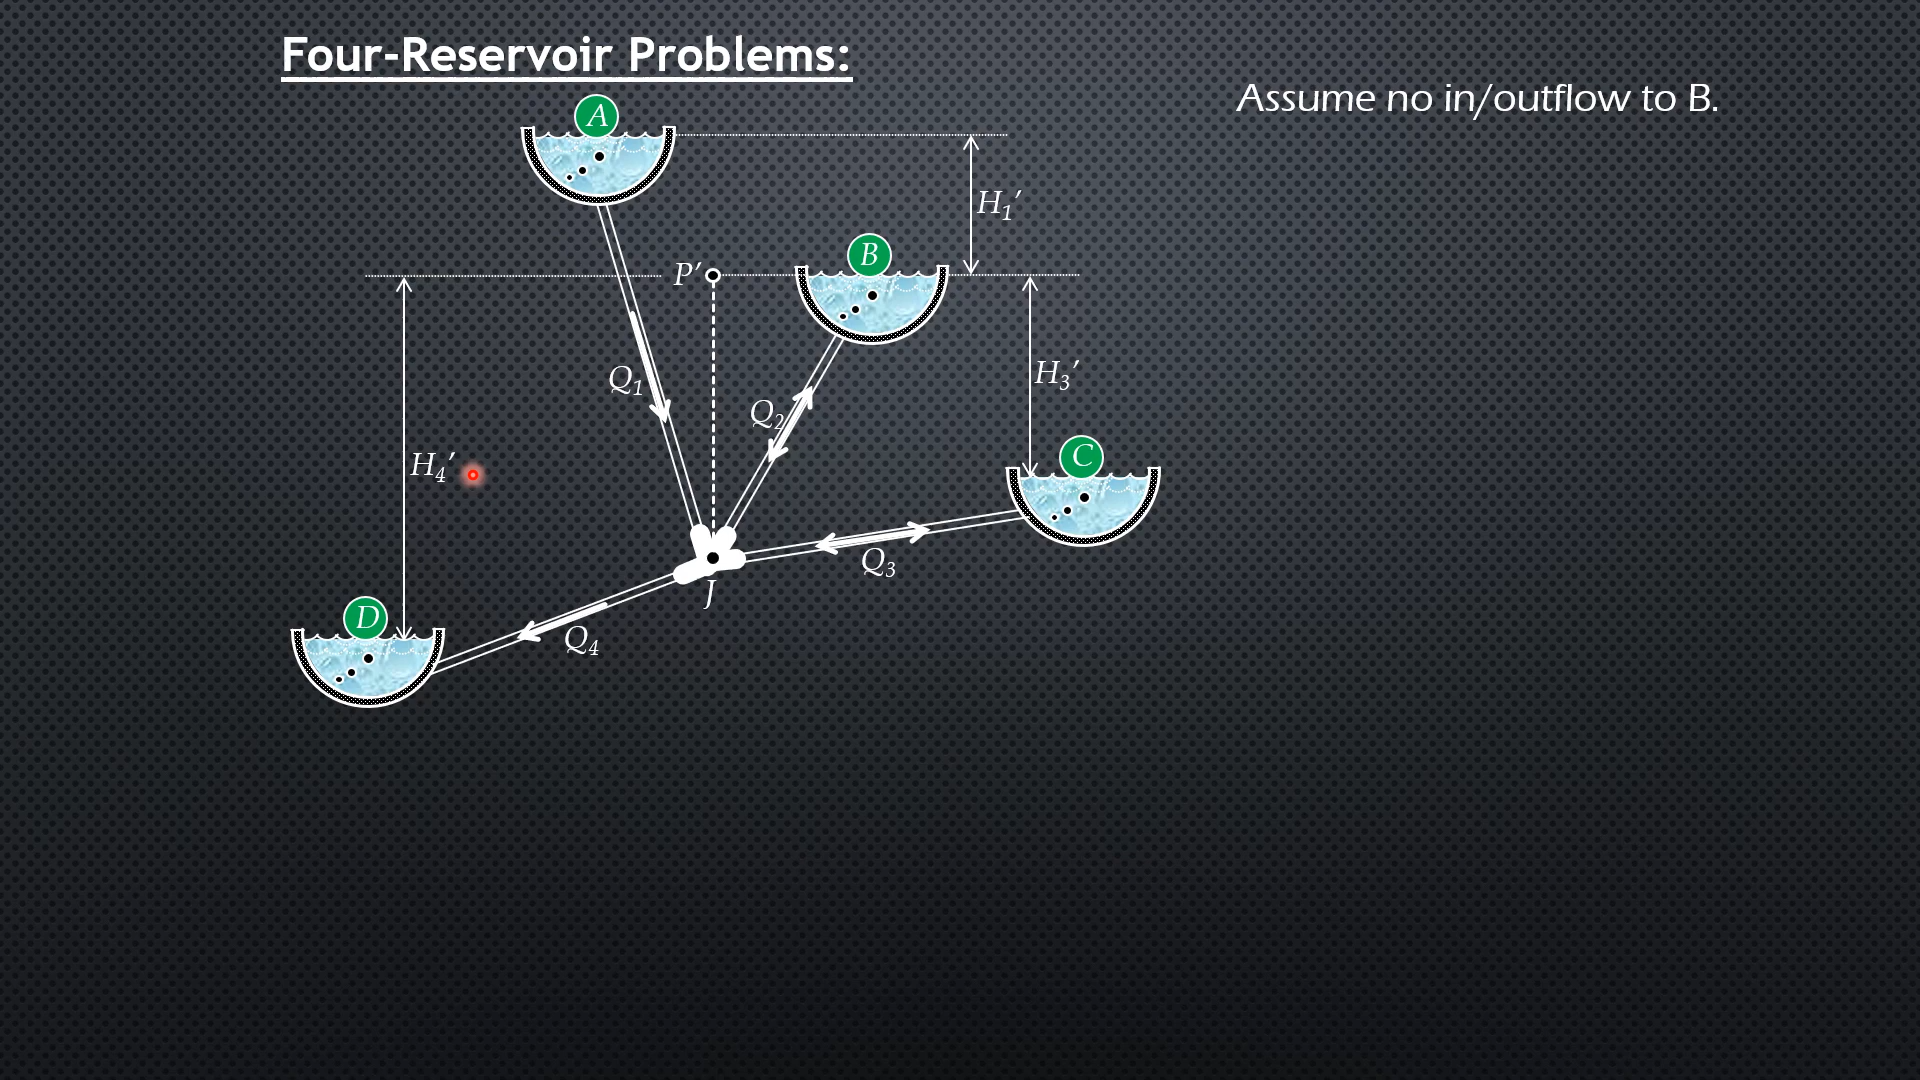 Four-Reservoir Problems:
Assume no in/outflow to B.
A
H₁′
B
P′
H₃′
Q₁
Q₂
C
H₄′
Q₃
J
D
Q₄